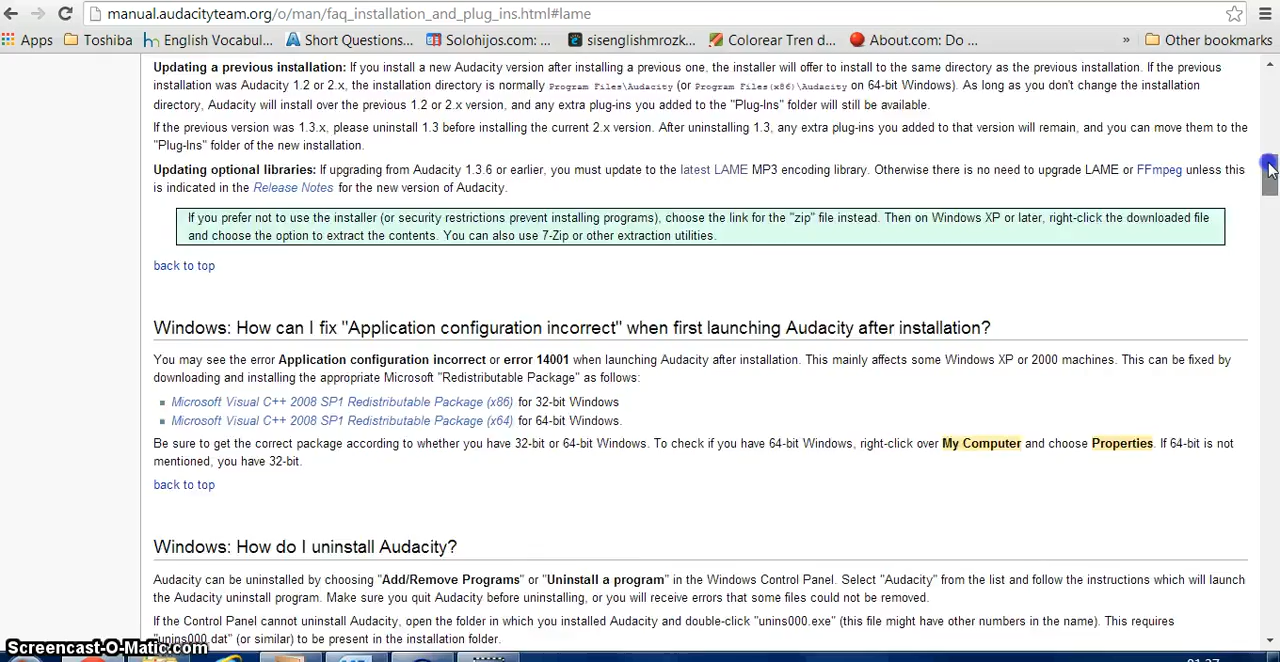 manual.audacityteam.org/o/man/faq_installation_and_plug_ins.html#lame
Apps Toshiba English Vocabul... Short Questions... Solohijos.com: ... sisenglishmrozk... Colorear Tren d... About.com: Do ... » Other bookmarks
Updating a previous installation: If you install a new Audacity version after installing a previous one, the installer will offer to install to the same directory as the previous installation. If the previous
installation was Audacity 1.2 or 2.x, the installation directory is normally Program Files\Audacity (or Program Files(x86)\Audacity on 64-bit Windows). As long as you don't change the installation
directory, Audacity will install over the previous 1.2 or 2.x version, and any extra plug-ins you added to the "Plug-Ins" folder will still be available.
If the previous version was 1.3.x, please uninstall 1.3 before installing the current 2.x version. After uninstalling 1.3, any extra plug-ins you added to that version will remain, and you can move them to the
"Plug-Ins" folder of the new installation.
Updating optional libraries: If upgrading from Audacity 1.3.6 or earlier, you must update to the latest LAME MP3 encoding library. Otherwise there is no need to upgrade LAME or FFmpeg unless this
is indicated in the Release Notes for the new version of Audacity.
If you prefer not to use the installer (or security restrictions prevent installing programs), choose the link for the "zip" file instead. Then on Windows XP or later, right-click the downloaded file
and choose the option to extract the contents. You can also use 7-Zip or other extraction utilities.
back to top
Windows: How can I fix "Application configuration incorrect" when first launching Audacity after installation?
You may see the error Application configuration incorrect or error 14001 when launching Audacity after installation. This mainly affects some Windows XP or 2000 machines. This can be fixed by
downloading and installing the appropriate Microsoft "Redistributable Package" as follows:
Microsoft Visual C++ 2008 SP1 Redistributable Package (x86) for 32-bit Windows
Microsoft Visual C++ 2008 SP1 Redistributable Package (x64) for 64-bit Windows.
Be sure to get the correct package according to whether you have 32-bit or 64-bit Windows. To check if you have 64-bit Windows, right-click over My Computer and choose Properties. If 64-bit is not
mentioned, you have 32-bit.
back to top
Windows: How do I uninstall Audacity?
Audacity can be uninstalled by choosing "Add/Remove Programs" or "Uninstall a program" in the Windows Control Panel. Select "Audacity" from the list and follow the instructions which will launch
the Audacity uninstall program. Make sure you quit Audacity before uninstalling, or you will receive errors that some files could not be removed.
If the Control Panel cannot uninstall Audacity, open the folder in which you installed Audacity and double-click "unins000.exe" (this file might have other numbers in the name). This requires
"unins000.dat" (or similar) to be present in the installation folder.
Screencast-O-Matic.com